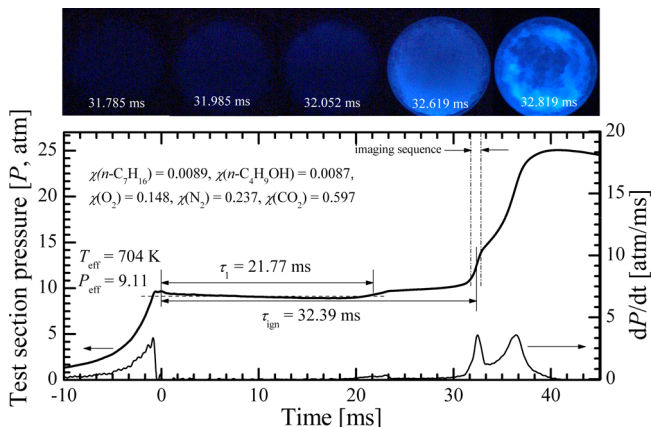 31.785 ms 31.985 ms 32.052 ms 32.619 ms 32.819 ms
imaging sequence
χ(n-C₇H₁₆) = 0.0089, χ(n-C₄H₉OH) = 0.0087,
χ(O₂) = 0.148, χ(N₂) = 0.237, χ(CO₂) = 0.597
T_eff = 704 K
P_eff = 9.11
τ₁ = 21.77 ms
τ_ign = 32.39 ms
Test section pressure [P, atm]
25
20
15
10
5
0
20
15
10
5
0
dP/dt [atm/ms]
-10 0 10 20 30 40
Time [ms]